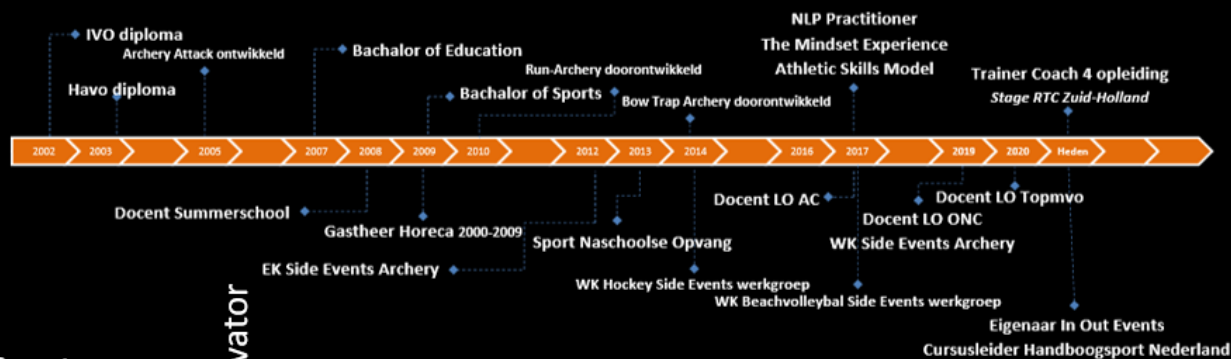 IVO diploma
Archery Attack ontwikkeld
Havo diploma
Bachalor of Education
Run-Archery doorontwikkeld
Bachalor of Sports
Bow Trap Archery doorontwikkeld
NLP Practitioner
The Mindset Experience
Athletic Skills Model
Trainer Coach 4 opleiding
Stage RTC Zuid-Holland
2002 2003 2005 2007 2008 2009 2010 2012 2013 2014 2016 2017 2019 2020 Heden
Docent Summerschool
Gastheer Horeca 2000-2009
EK Side Events Archery
Sport Naschoolse Opvang
WK Hockey Side Events werkgroep
Docent LO AC
WK Beachvolleybal Side Events werkgroep
Docent LO ONC
WK Side Events Archery
Docent LO Topmvo
Eigenaar In Out Events
Cursusleider Handboogsport Nederland
vator